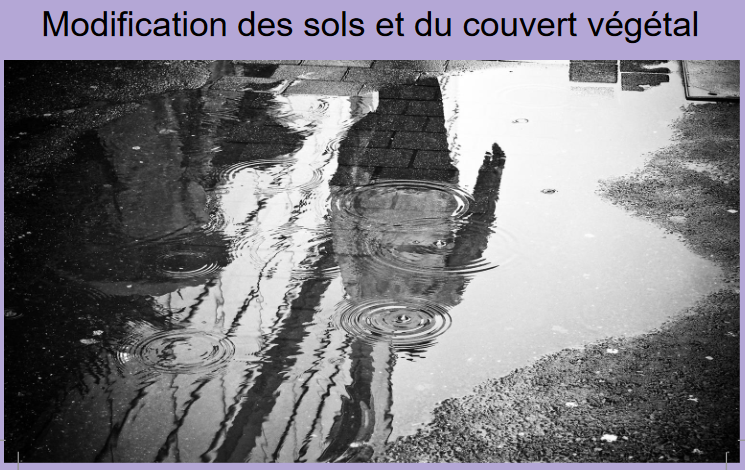 Modification des sols et du couvert végétal